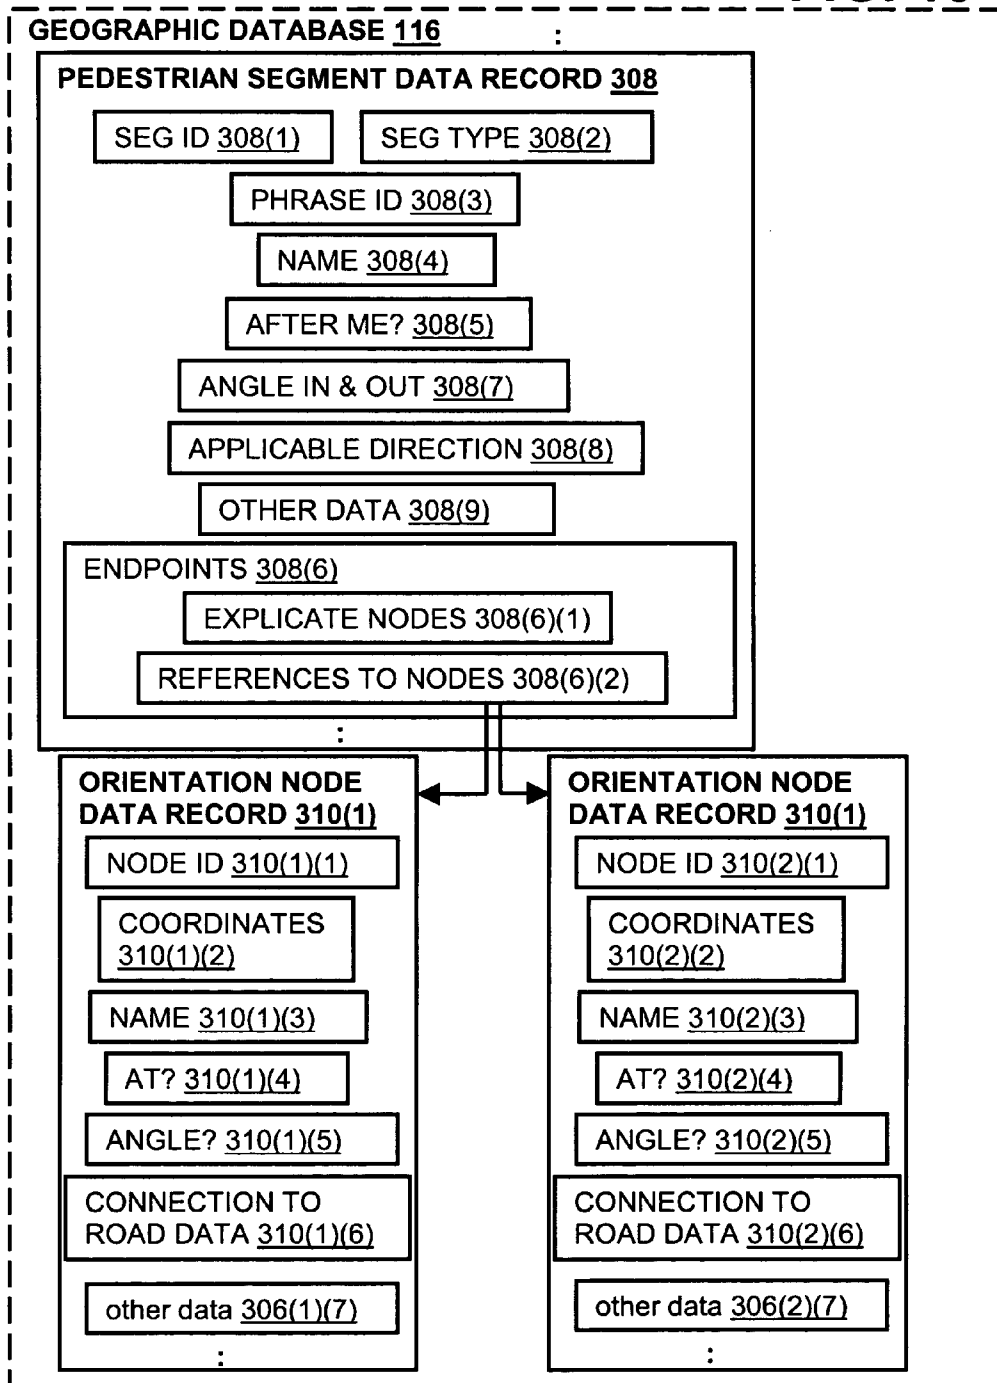 GEOGRAPHIC DATABASE 116
PEDESTRIAN SEGMENT DATA RECORD 308
SEG ID 308(1)
SEG TYPE 308(2)
PHRASE ID 308(3)
NAME 308(4)
AFTER ME? 308(5)
ANGLE IN & OUT 308(7)
APPLICABLE DIRECTION 308(8)
OTHER DATA 308(9)
ENDPOINTS 308(6)
EXPLICATE NODES 308(6)(1)
REFERENCES TO NODES 308(6)(2)
ORIENTATION NODE
DATA RECORD 310(1)
NODE ID 310(1)(1)
COORDINATES
310(1)(2)
NAME 310(1)(3)
AT? 310(1)(4)
ANGLE? 310(1)(5)
CONNECTION TO
ROAD DATA 310(1)(6)
other data 306(1)(7)
ORIENTATION NODE
DATA RECORD 310(1)
NODE ID 310(2)(1)
COORDINATES
310(2)(2)
NAME 310(2)(3)
AT? 310(2)(4)
ANGLE? 310(2)(5)
CONNECTION TO
ROAD DATA 310(2)(6)
other data 306(2)(7)